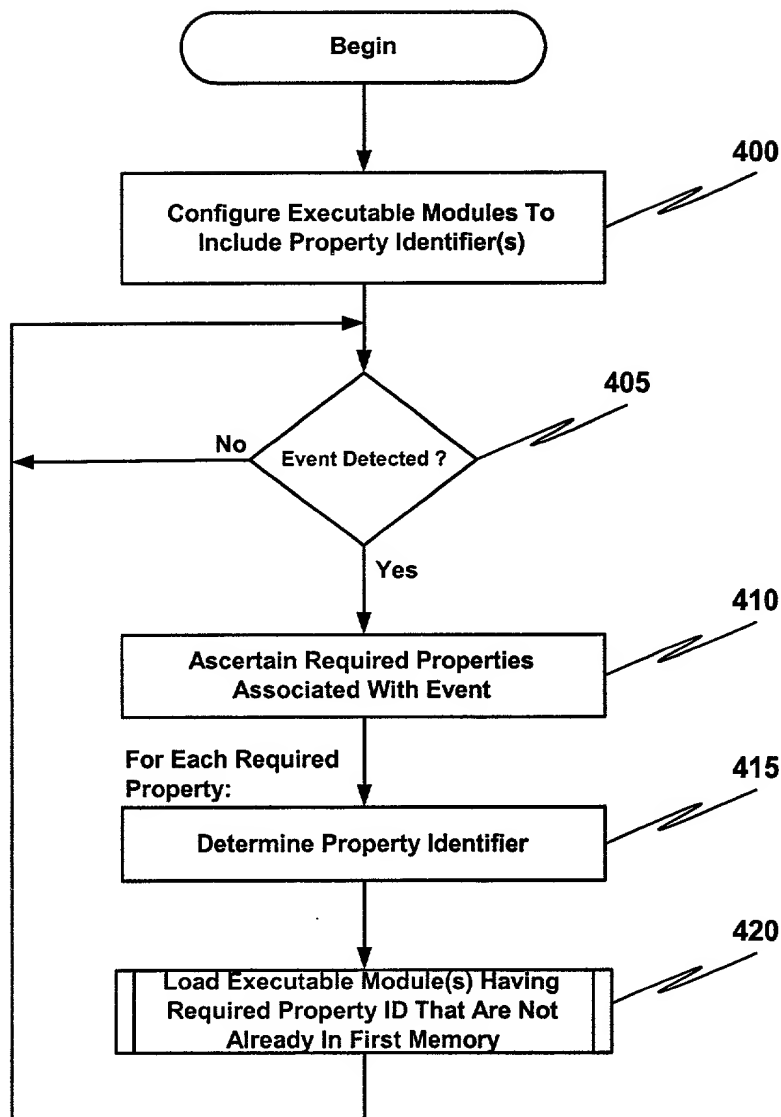 Begin
400
Configure Executable Modules To
Include Property Identifier(s)
405
No
Event Detected ?
Yes
410
Ascertain Required Properties
Associated With Event
For Each Required
Property:
415
Determine Property Identifier
420
Load Executable Module(s) Having
Required Property ID That Are Not
Already In First Memory